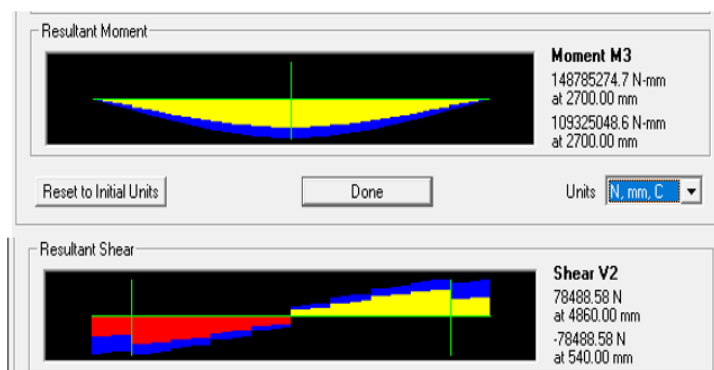 Resultant Moment
Moment M3
148785274.7 N-mm
at 2700.00 mm
109325048.6 N-mm
at 2700.00 mm
Reset to Initial Units
Done
Units
N, mm, C
Resultant Shear
Shear V2
78488.58 N
at 4860.00 mm
-78488.58 N
at 540.00 mm